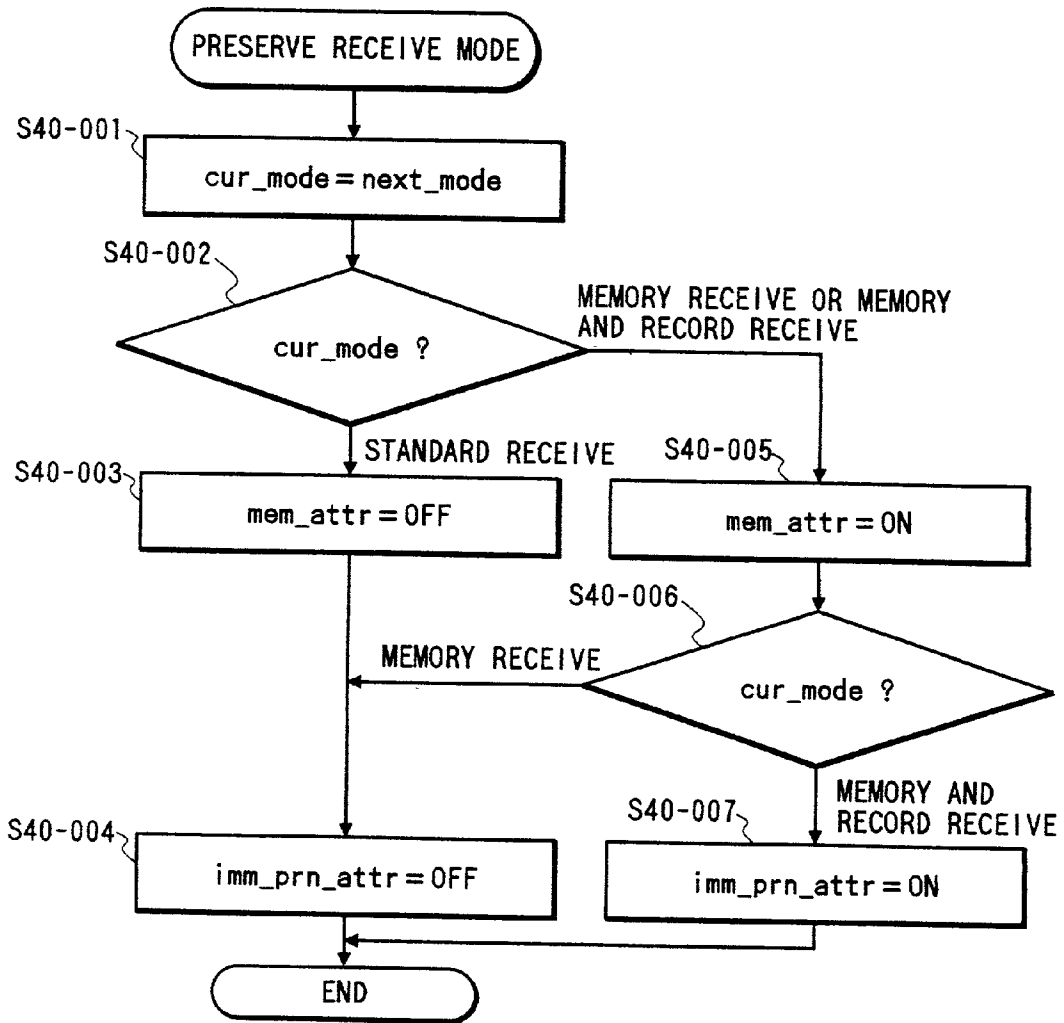 PRESERVE RECEIVE MODE
S40-001
cur_mode=next_mode
S40-002
MEMORY RECEIVE OR MEMORY
AND RECORD RECEIVE
cur_mode ?
STANDARD RECEIVE
S40-003
mem_attr=OFF
S40-005
mem_attr=ON
S40-006
MEMORY RECEIVE
cur_mode ?
MEMORY AND
RECORD RECEIVE
S40-004
imm_prn_attr=OFF
S40-007
imm_prn_attr=ON
END